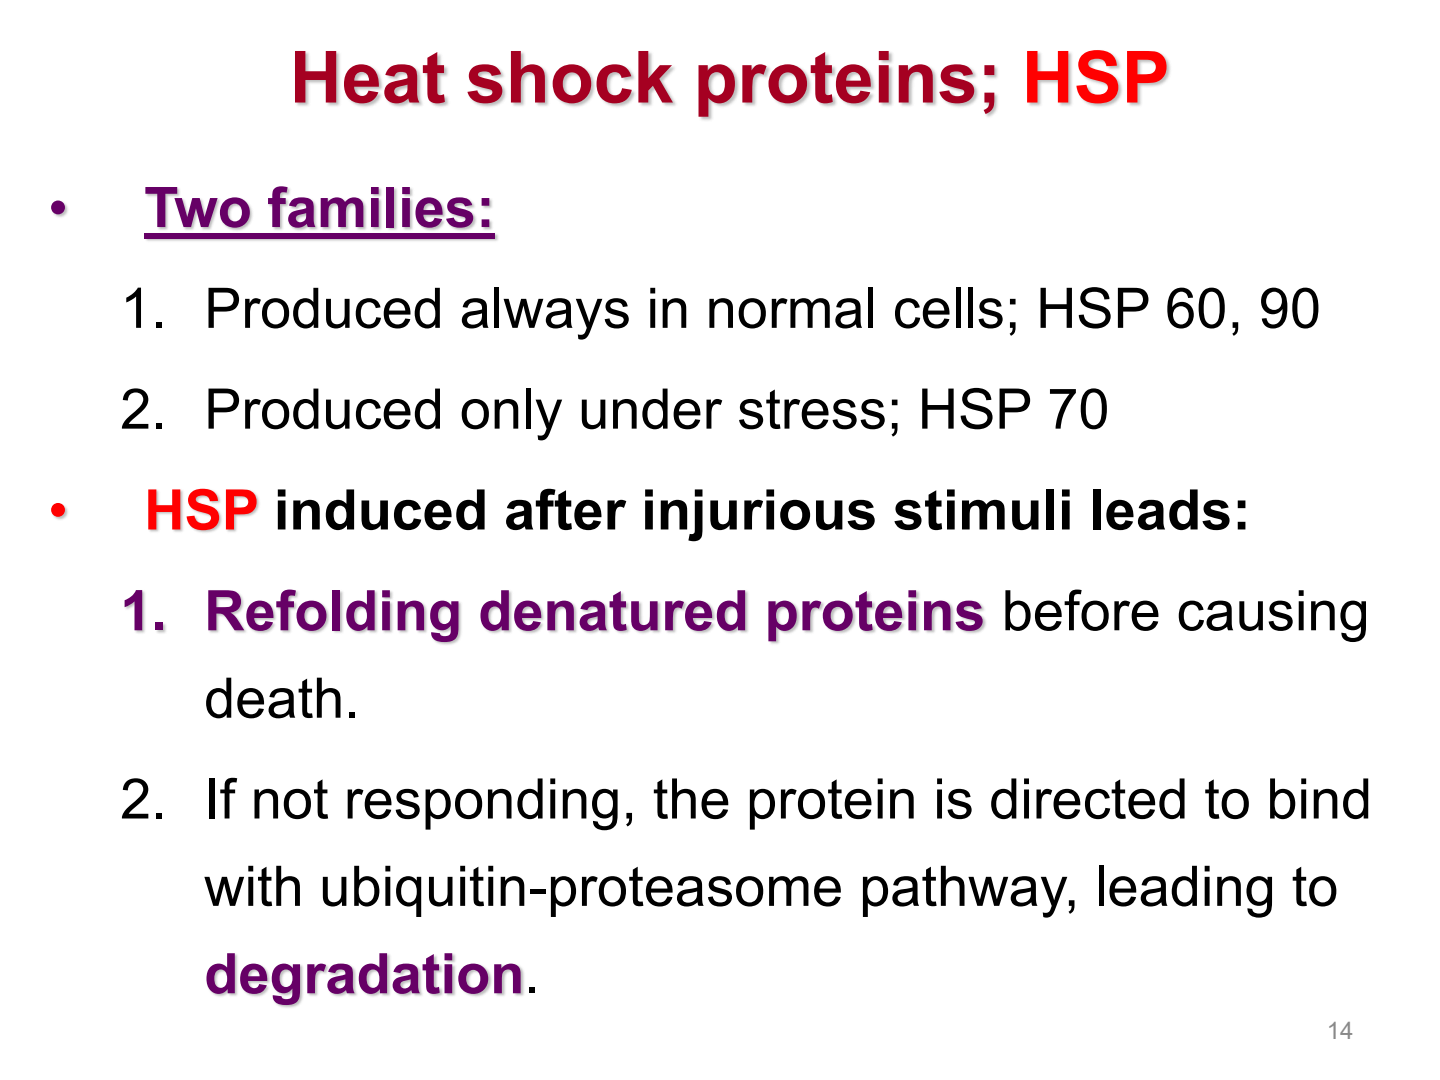 Heat shock proteins; HSP
• Two families:
1. Produced always in normal cells; HSP 60, 90
2. Produced only under stress; HSP 70
• HSP induced after injurious stimuli leads:
1. Refolding denatured proteins before causing
death.
2. If not responding, the protein is directed to bind
with ubiquitin-proteasome pathway, leading to
degradation.
14